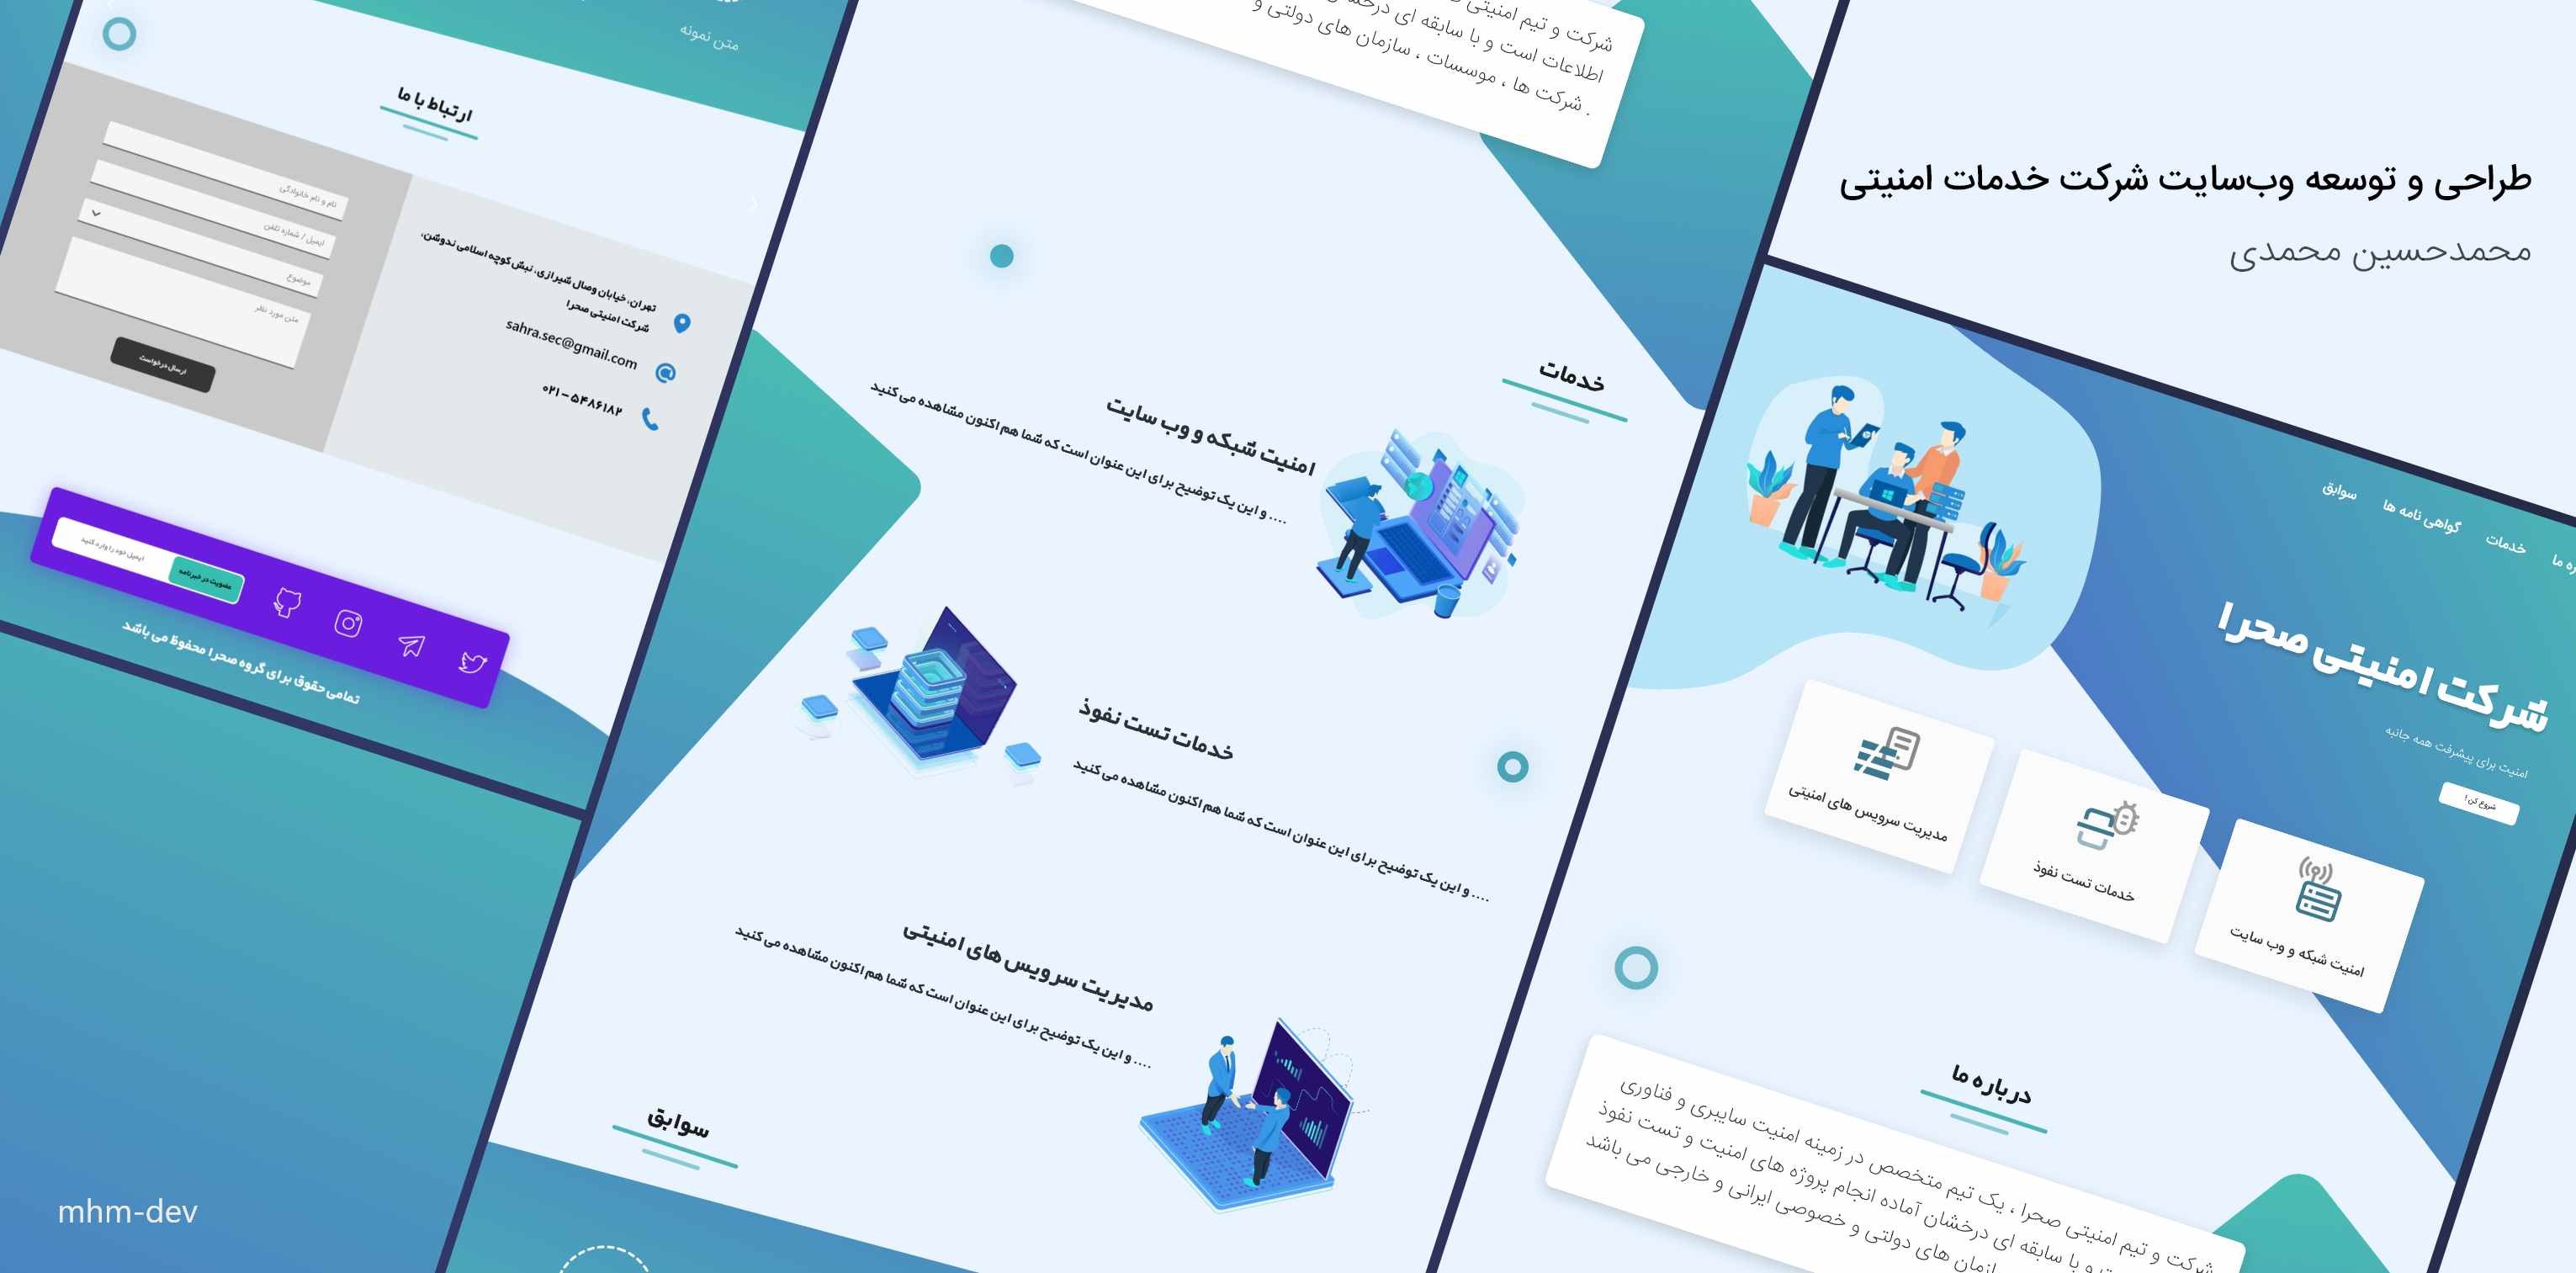 طراحی و توسعه وب‌سایت شرکت خدمات امنیتی
محمدحسین محمدی
ه ما
خدمات
گواهی نامه ها
سوابق
شرکت امنیتی صحرا
امنیت برای پیشرفت همه جانبه
شروع کن !
امنیت شبکه و وب سایت
خدمات تست نفوذ
مدیریت سرویس های امنیتی
درباره ما
شرکت و تیم امنیتی صحرا ، یک تیم متخصص در زمینه امنیت سایبری و فناوری
و با سابقه ای درخشان آماده انجام پروژه های امنیت و تست نفوذ
زمان های دولتی و خصوصی ایرانی و خارجی می باشد
شرکت و تیم امنیتی
اطلاعات است و با سابقه ای
شرکت ها ، موسسات ، سازمان های دولتی و
.
خدمات
امنیت شبکه و وب سایت
.... و این یک توضیح برای این عنوان است که شما هم اکنون مشاهده می کنید
خدمات تست نفوذ
.... و این یک توضیح برای این عنوان است که شما هم اکنون مشاهده می کنید
مدیریت سرویس های امنیتی
.... و این یک توضیح برای این عنوان است که شما هم اکنون مشاهده می کنید
سوابق
متن نمونه
ارتباط با ما
تهران، خیابان وصال شیرازی، نبش کوچه اسلامی ندوشن،
شرکت امنیتی صحرا
sahra.sec@gmail.com
۰۲۱ – ۵۴۸۶۱۸۲
نام و نام خانوادگی
ایمیل / شماره تلفن
موضوع
متن مورد نظر
ارسال درخواست
عضویت در خبرنامه
ایمیل خود را وارد کنید
تمامی حقوق برای گروه صحرا محفوظ می باشد
mhm-dev